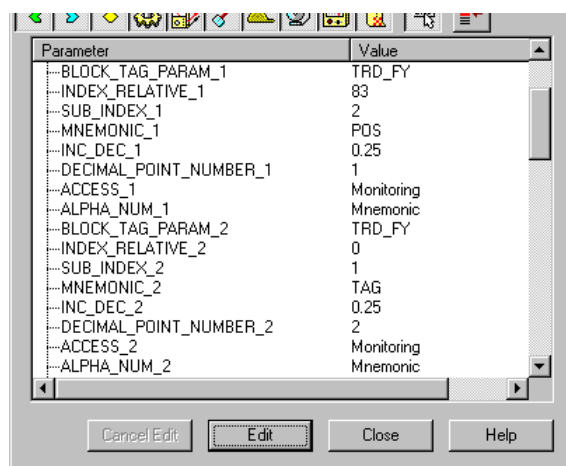 Parameter Value
BLOCK_TAG_PARAM_1 TRD_FY
INDEX_RELATIVE_1 83
SUB_INDEX_1 2
MNEMONIC_1 POS
INC_DEC_1 0.25
DECIMAL_POINT_NUMBER_1 1
ACCESS_1 Monitoring
ALPHA_NUM_1 Mnemonic
BLOCK_TAG_PARAM_2 TRD_FY
INDEX_RELATIVE_2 0
SUB_INDEX_2 1
MNEMONIC_2 TAG
INC_DEC_2 0.25
DECIMAL_POINT_NUMBER_2 2
ACCESS_2 Monitoring
ALPHA_NUM_2 Mnemonic
Cancel Edit Edit Close Help